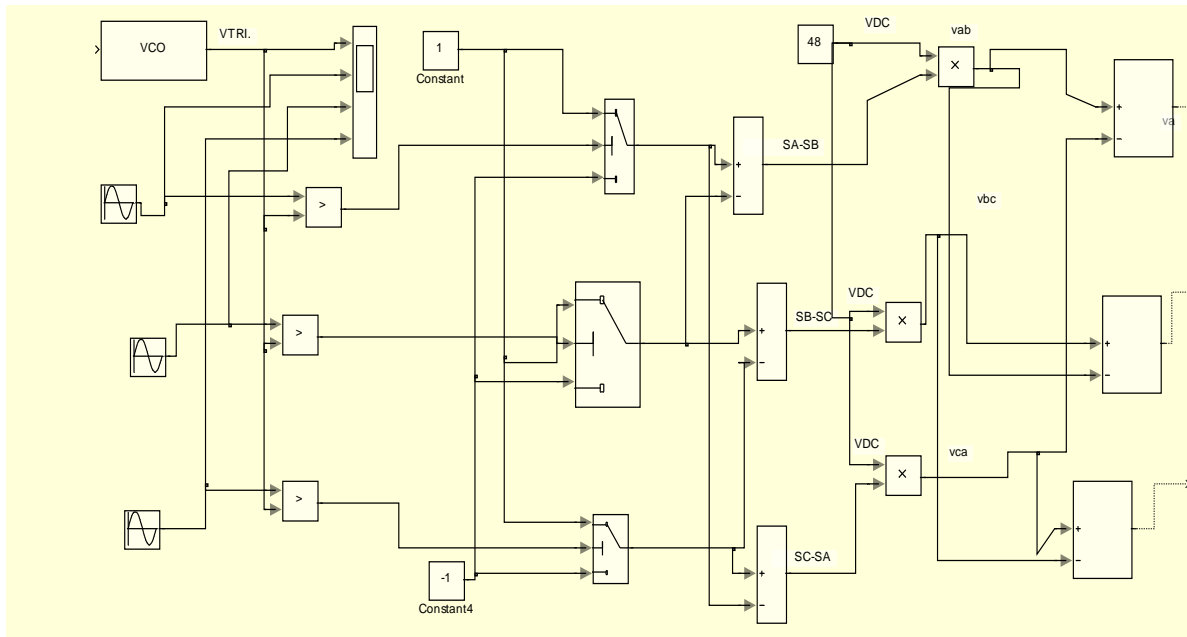 VCO
VTRI.
1
Constant
48
VDC
vab
×
va
SA-SB
>
vbc
>
VDC
SB-SC
×
VDC
vca
×
>
SC-SA
-1
Constant4
+
-
+
-
+
-
+
-
+
-
+
-